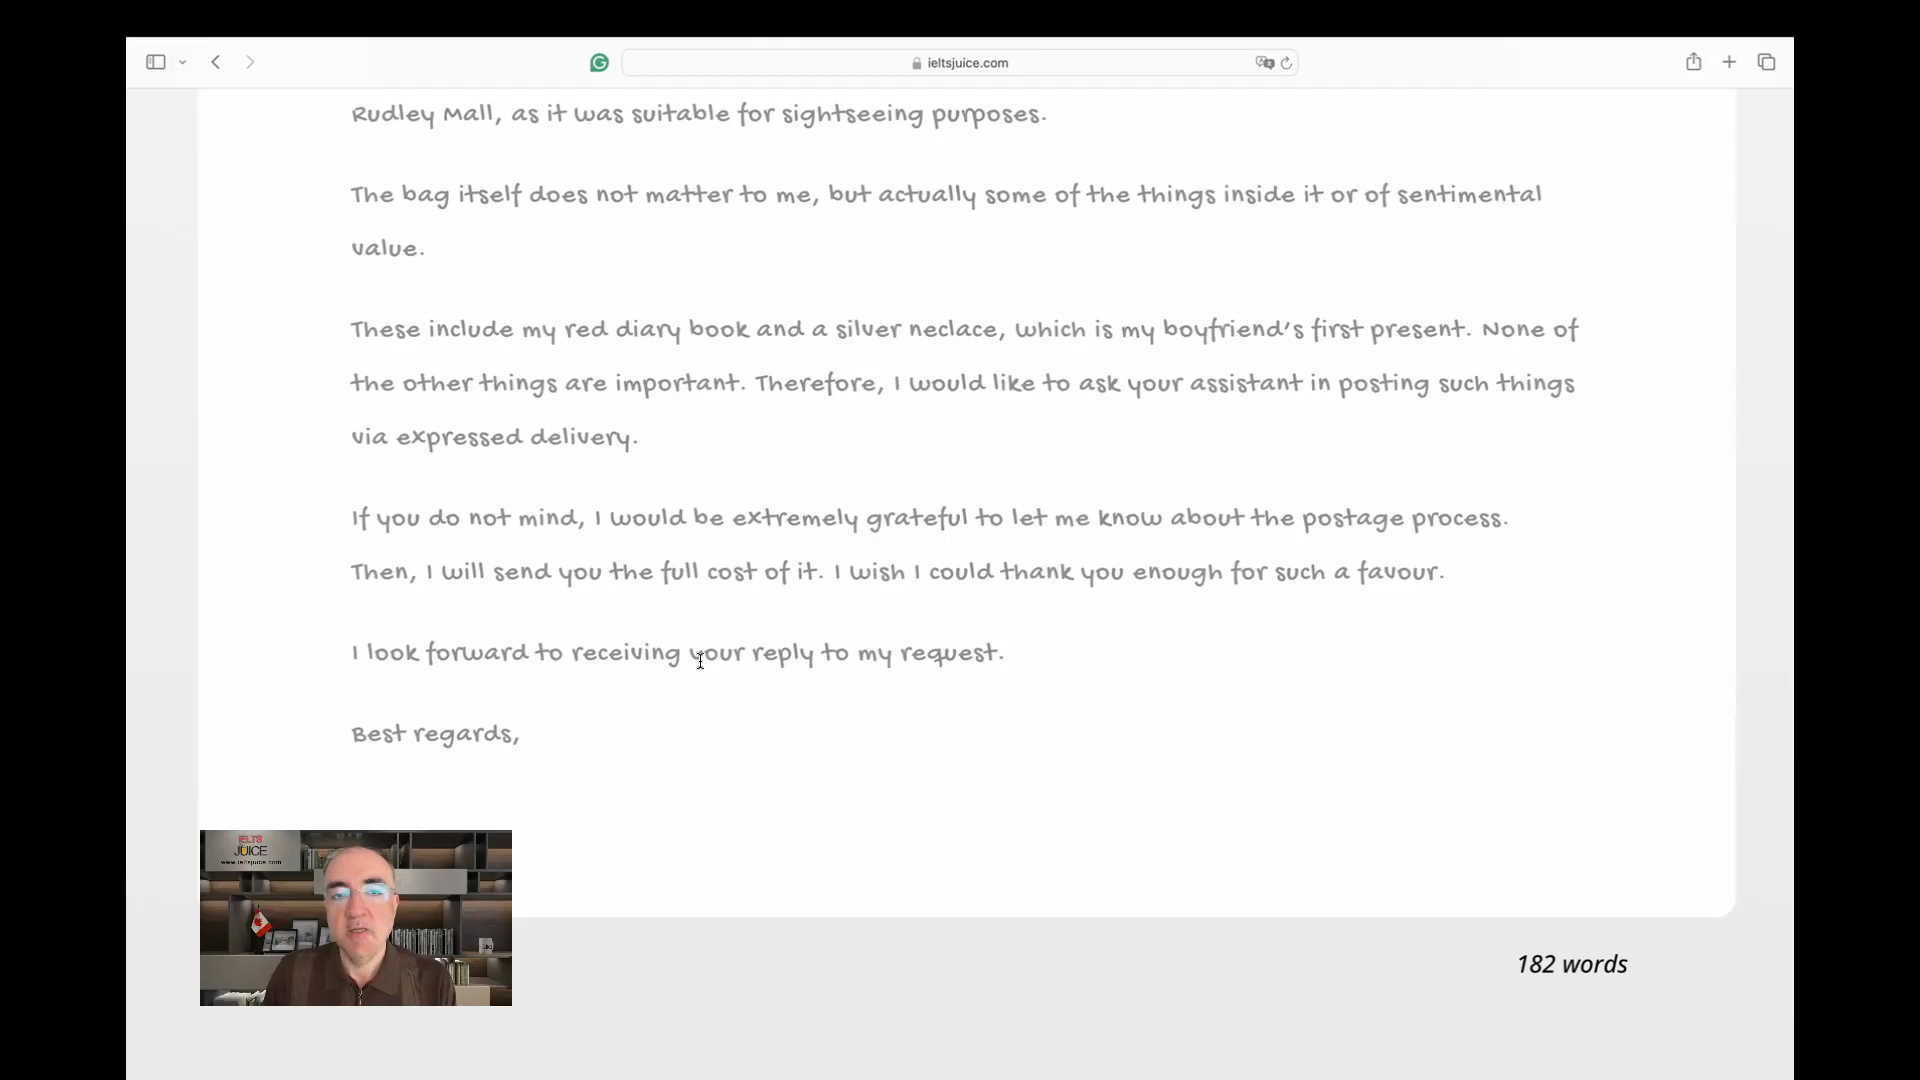 ieltsjuice.com
Rudley Mall, as it was suitable for sightseeing purposes.
The bag itself does not matter to me, but actually some of the things inside it or of sentimental
value.
These include my red diary book and a silver neclace, which is my boyfriend's first present. None of
the other things are important. Therefore, I would like to ask your assistant in posting such things
via expressed delivery.
If you do not mind, I would be extremely grateful to let me know about the postage process.
Then, I will send you the full cost of it. I wish I could thank you enough for such a favour.
I look forward to receiving your reply to my request.
Best regards,
IELTS
JUICE
www.ieltsjuice.com
182 words